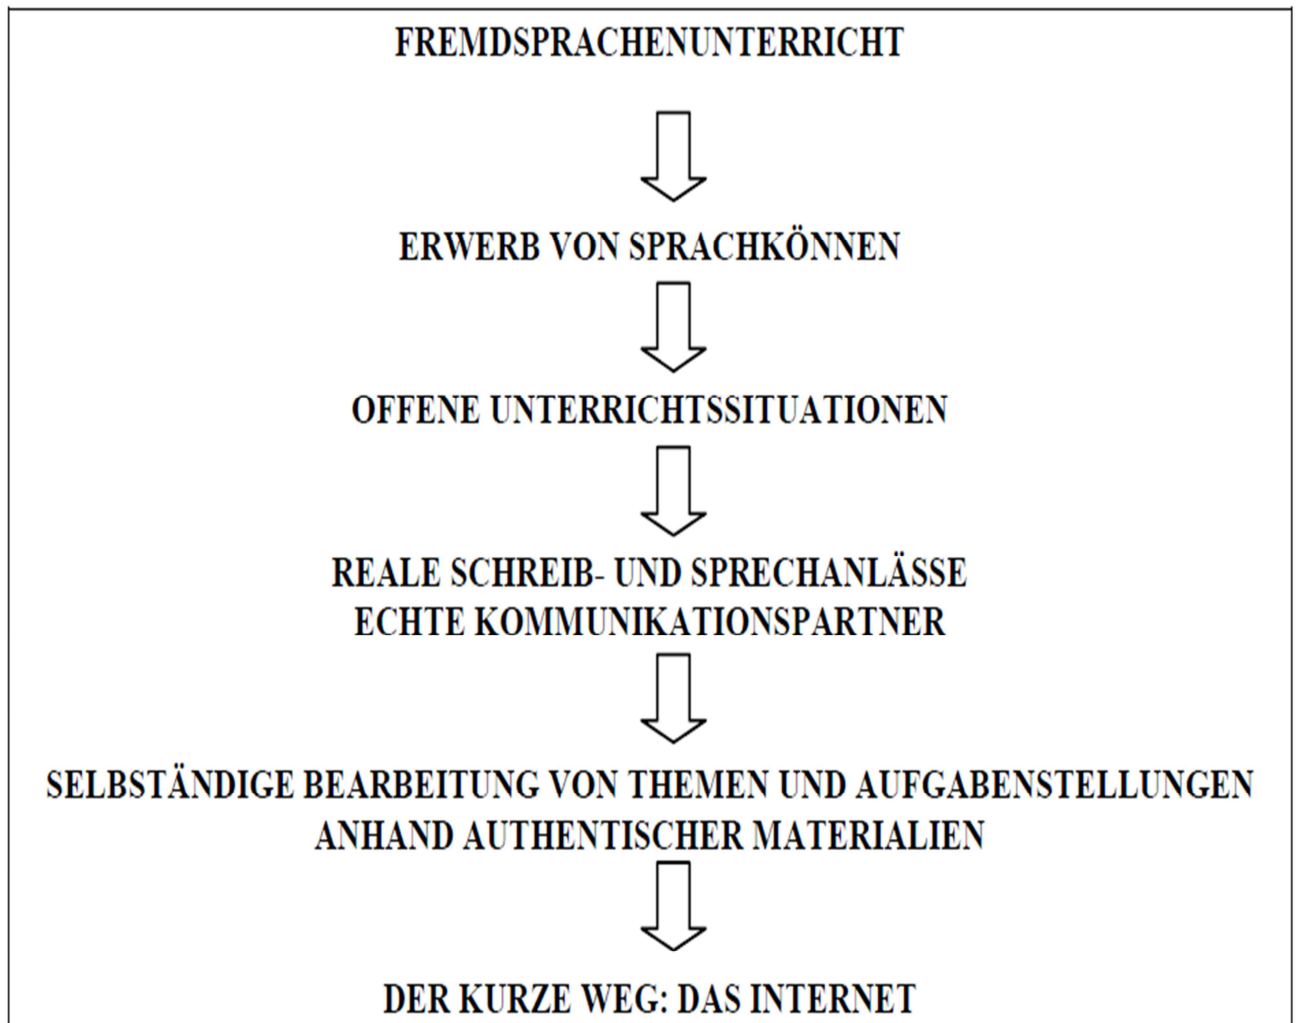 FREMDSPRACHENUNTERRICHT
ERWERB VON SPRACHKÖNNEN
OFFENE UNTERRICHTSSITUATIONEN
REALE SCHREIB- UND SPRECHANLÄSSE
ECHTE KOMMUNIKATIONSPARTNER
SELBSTÄNDIGE BEARBEITUNG VON THEMEN UND AUFGABENSTELLUNGEN
ANHAND AUTHENTISCHER MATERIALIEN
DER KURZE WEG: DAS INTERNET